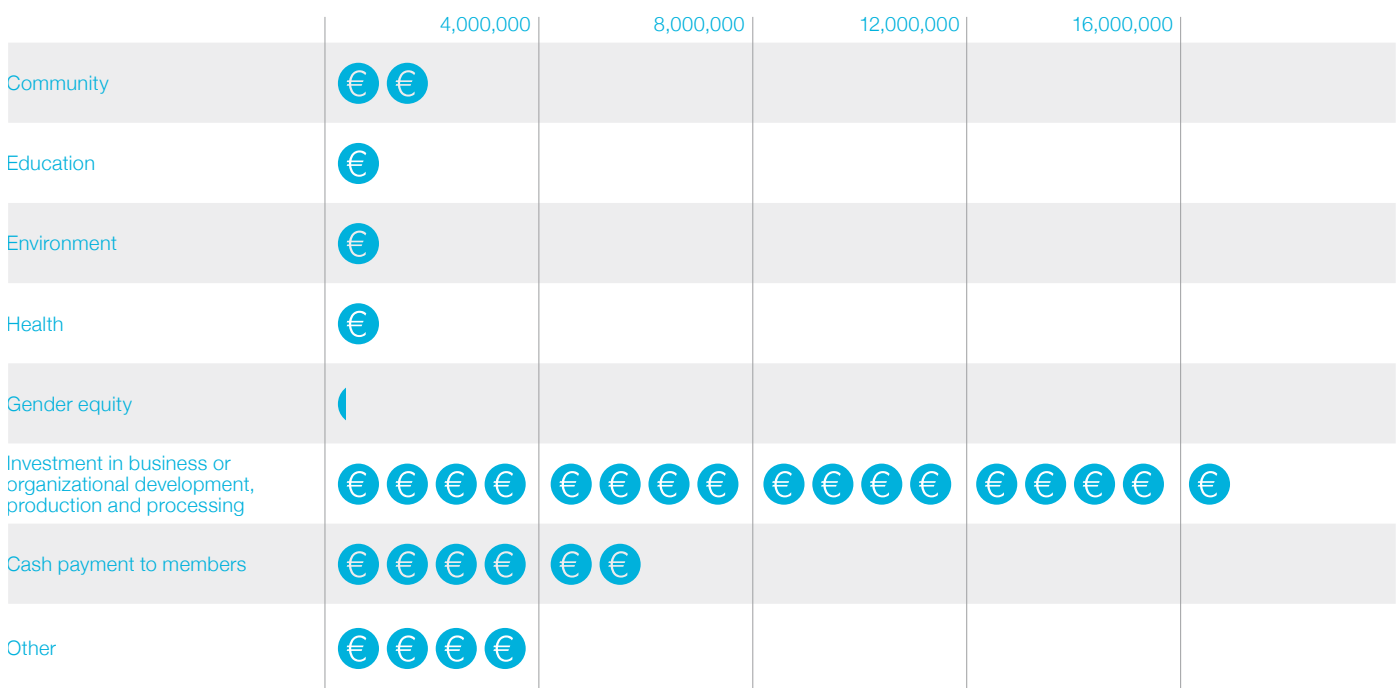 4,000,000 8,000,000 12,000,000 16,000,000
Community € €
Education €
Environment €
Health €
Gender equity
Investment in business or
organizational development,
production and processing
€ € € € € € € € € € € € € € € € €
Cash payment to members € € € € € €
Other € € € €